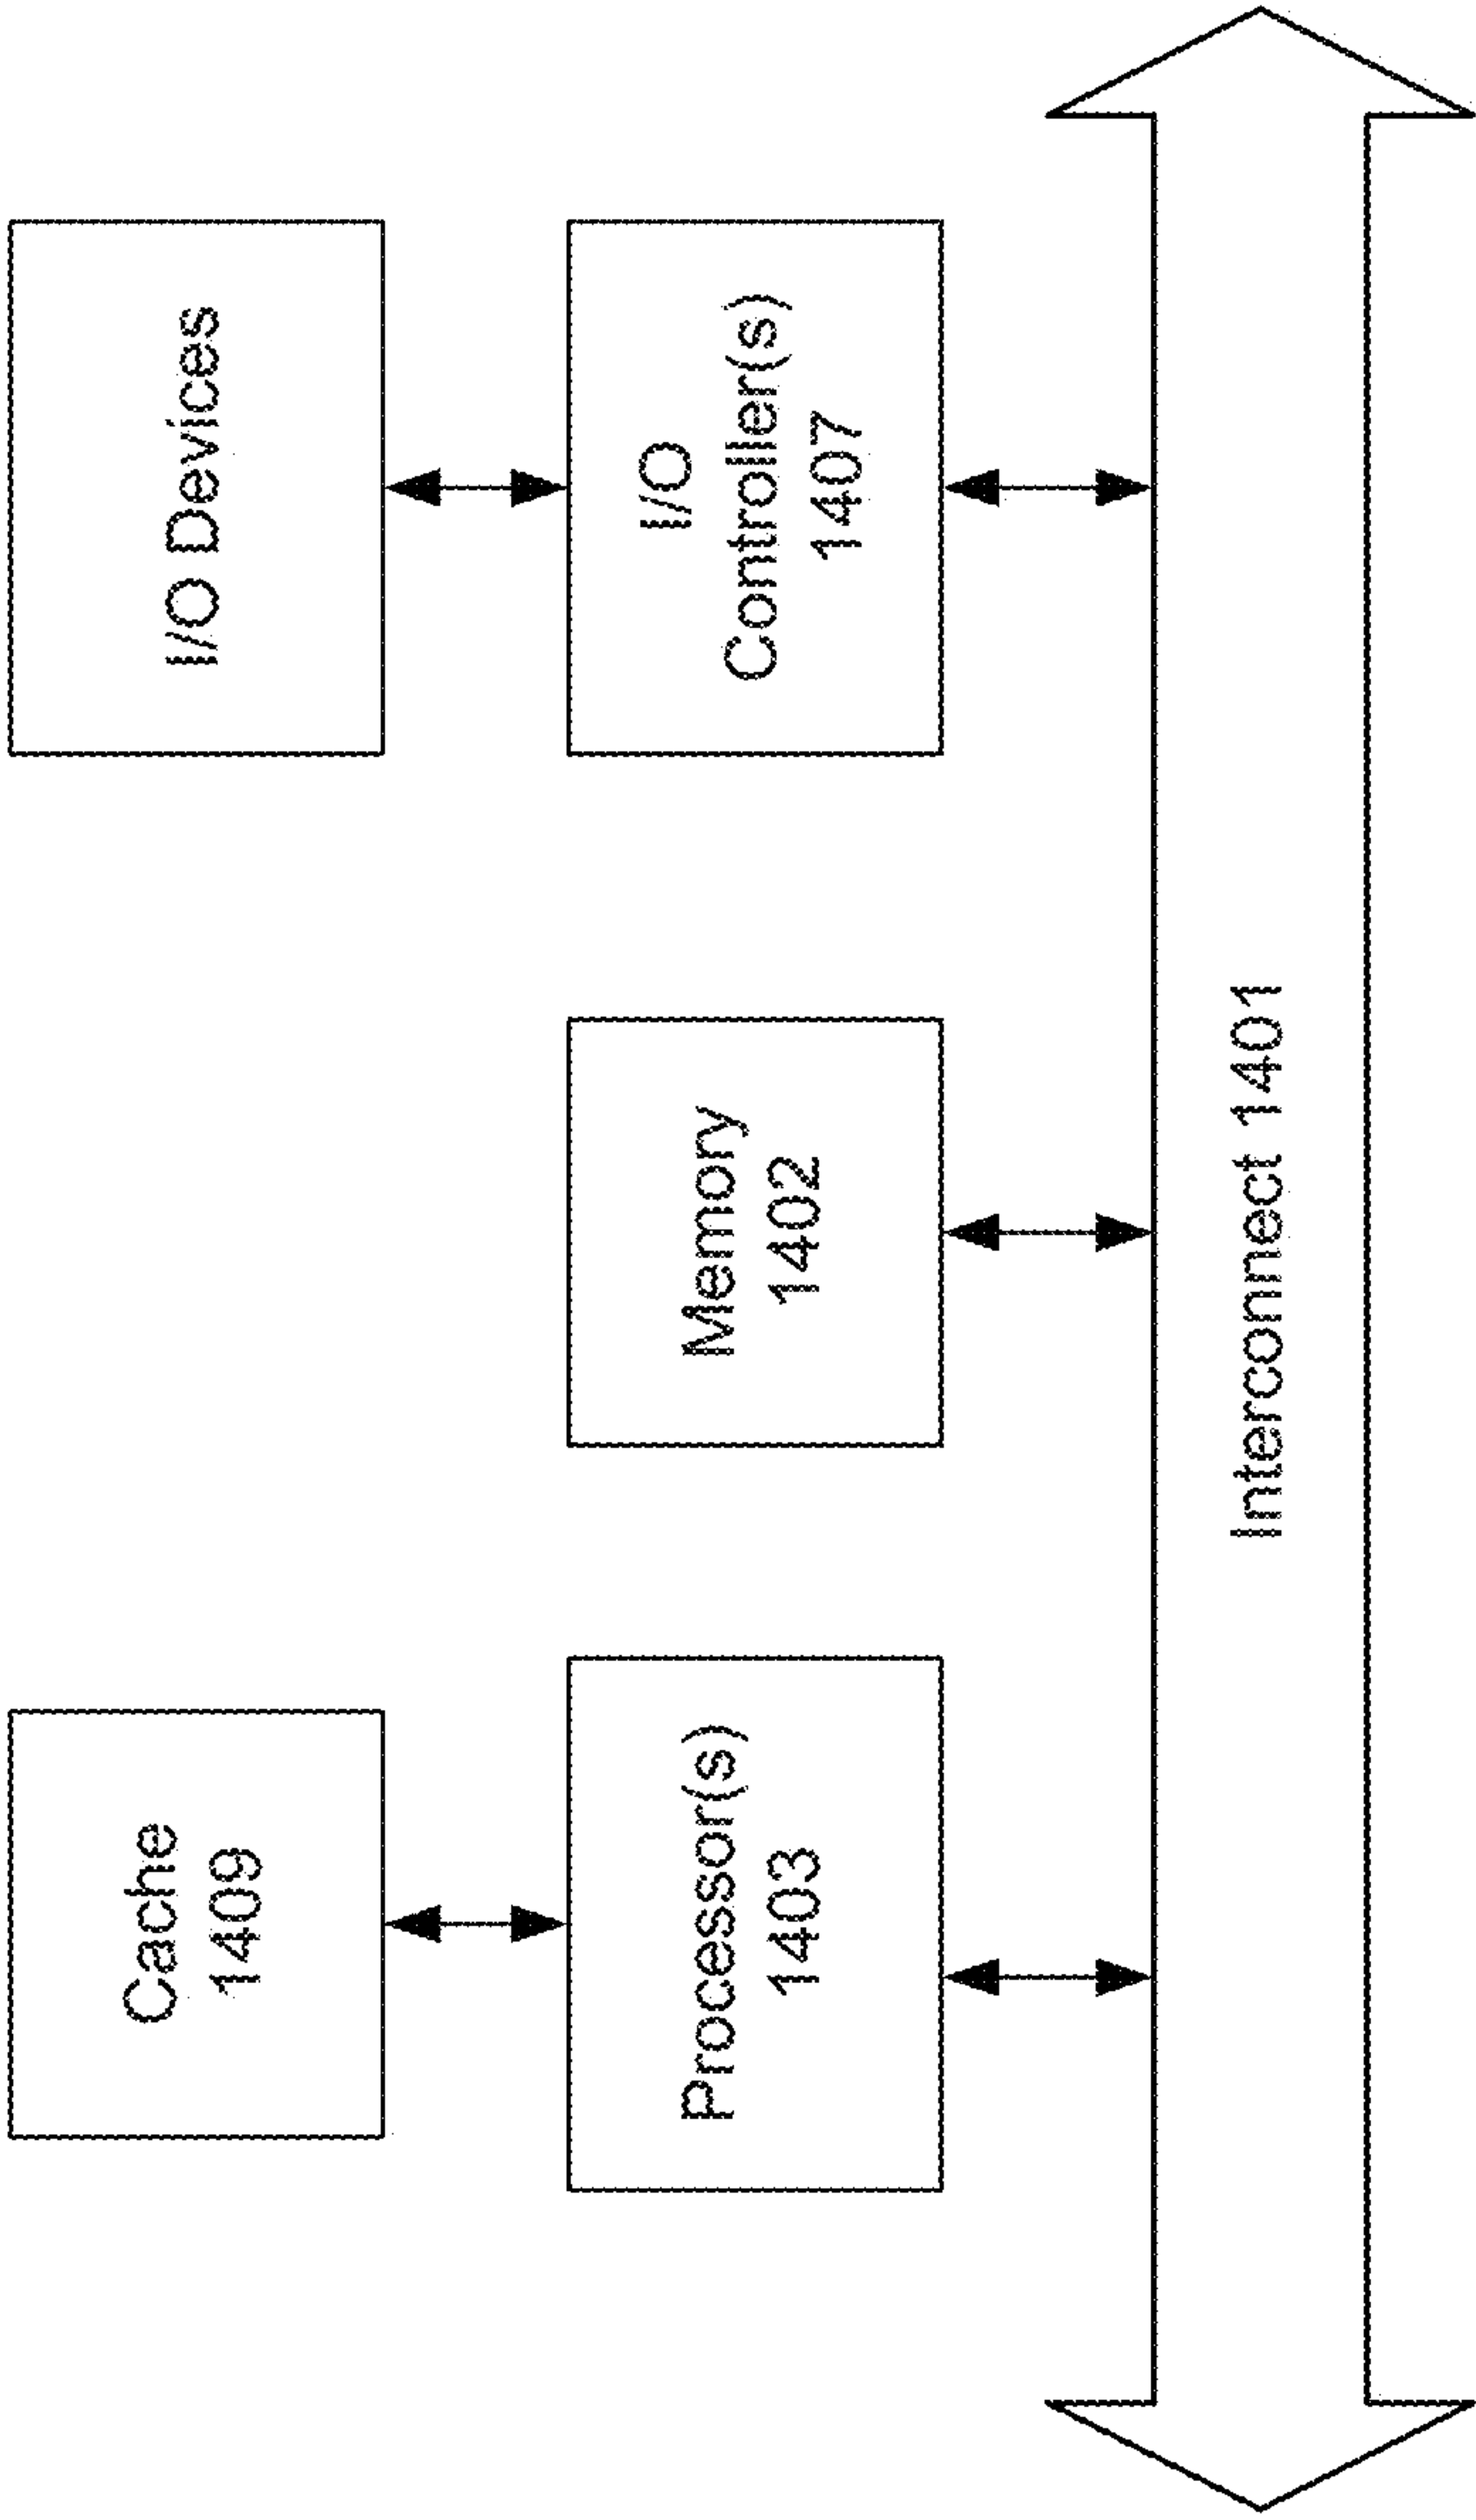 Cache
1409
I/O Devices
Processor(s)
1403
Memory
1402
I/O
Controller(s)
1407
Interconnect 1401